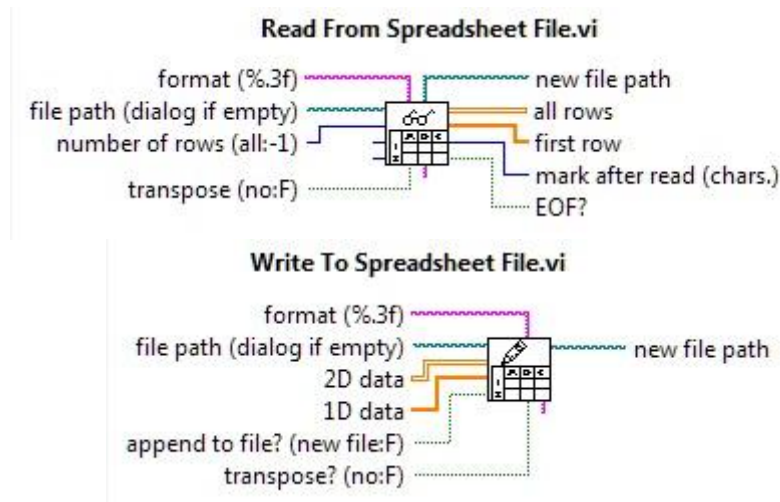 Read From Spreadsheet File.vi
format (%.3f)
new file path
file path (dialog if empty)
all rows
number of rows (all:-1)
first row
mark after read (chars.)
transpose (no:F)
EOF?
Write To Spreadsheet File.vi
format (%.3f)
file path (dialog if empty)
new file path
2D data
1D data
append to file? (new file:F)
transpose? (no:F)